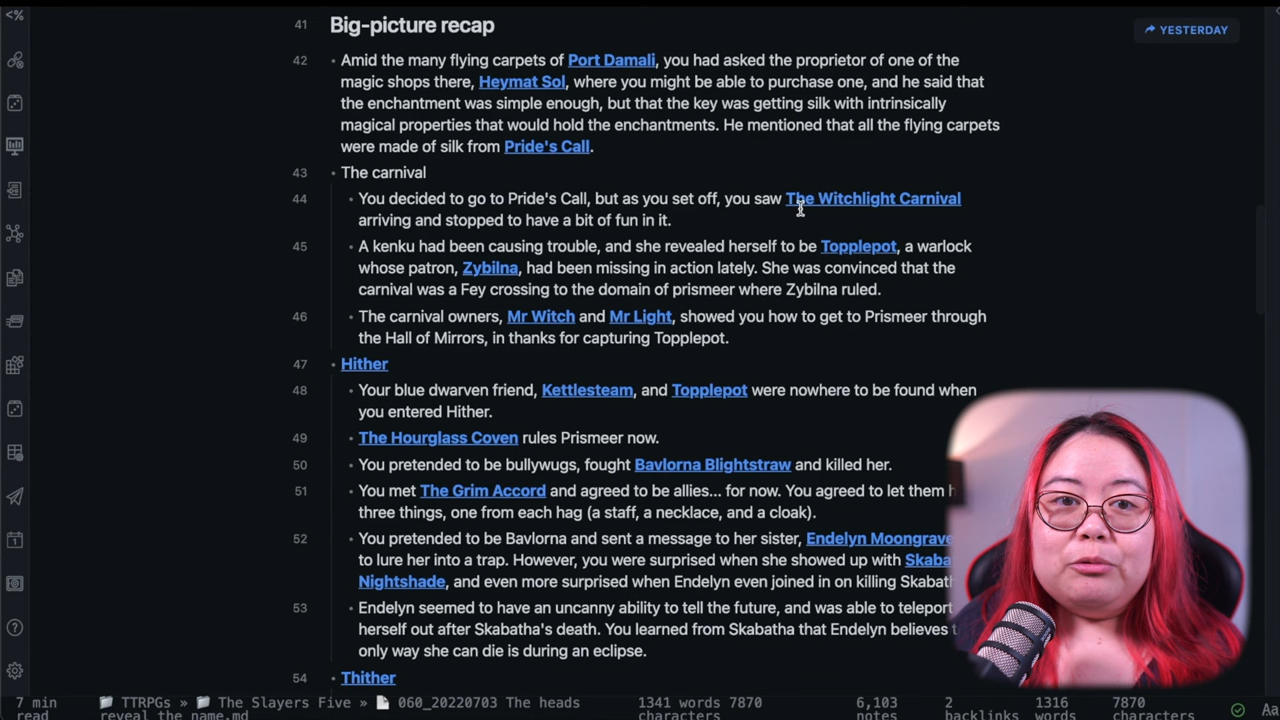 <%
41 Big-picture recap
YESTERDAY
42 Amid the many flying carpets of Port Damali, you had asked the proprietor of one of the
magic shops there, Heymat Sol, where you might be able to purchase one, and he said that
the enchantment was simple enough, but that the key was getting silk with intrinsically
magical properties that would hold the enchantments. He mentioned that all the flying carpets
were made of silk from Pride's Call.
43 The carnival
44 You decided to go to Pride's Call, but as you set off, you saw The Witchlight Carnival
arriving and stopped to have a bit of fun in it.
45 A kenku had been causing trouble, and she revealed herself to be Topplepot, a warlock
whose patron, Zybilna, had been missing in action lately. She was convinced that the
carnival was a Fey crossing to the domain of prismeer where Zybilna ruled.
46 The carnival owners, Mr Witch and Mr Light, showed you how to get to Prismeer through
the Hall of Mirrors, in thanks for capturing Topplepot.
47 Hither
48 Your blue dwarven friend, Kettlesteam, and Topplepot were nowhere to be found when
you entered Hither.
49 The Hourglass Coven rules Prismeer now.
50 You pretended to be bullywugs, fought Bavlorna Blightstraw and killed her.
51 You met The Grim Accord and agreed to be allies... for now. You agreed to let them
three things, one from each hag (a staff, a necklace, and a cloak).
52 You pretended to be Bavlorna and sent a message to her sister, Endelyn Moongrave
to lure her into a trap. However, you were surprised when she showed up with Skaba
Nightshade, and even more surprised when Endelyn even joined in on killing Skabat
53 Endelyn seemed to have an uncanny ability to tell the future, and was able to teleport
herself out after Skabatha's death. You learned from Skabatha that Endelyn believes
only way she can die is during an eclipse.
54 Thither
7 min TTRPGs » The Slayers Five » 060_20220703 The heads 1341 words 7870 6,103 2 1316 7870 Aa
read reveal the name.md characters notes backlinks words characters